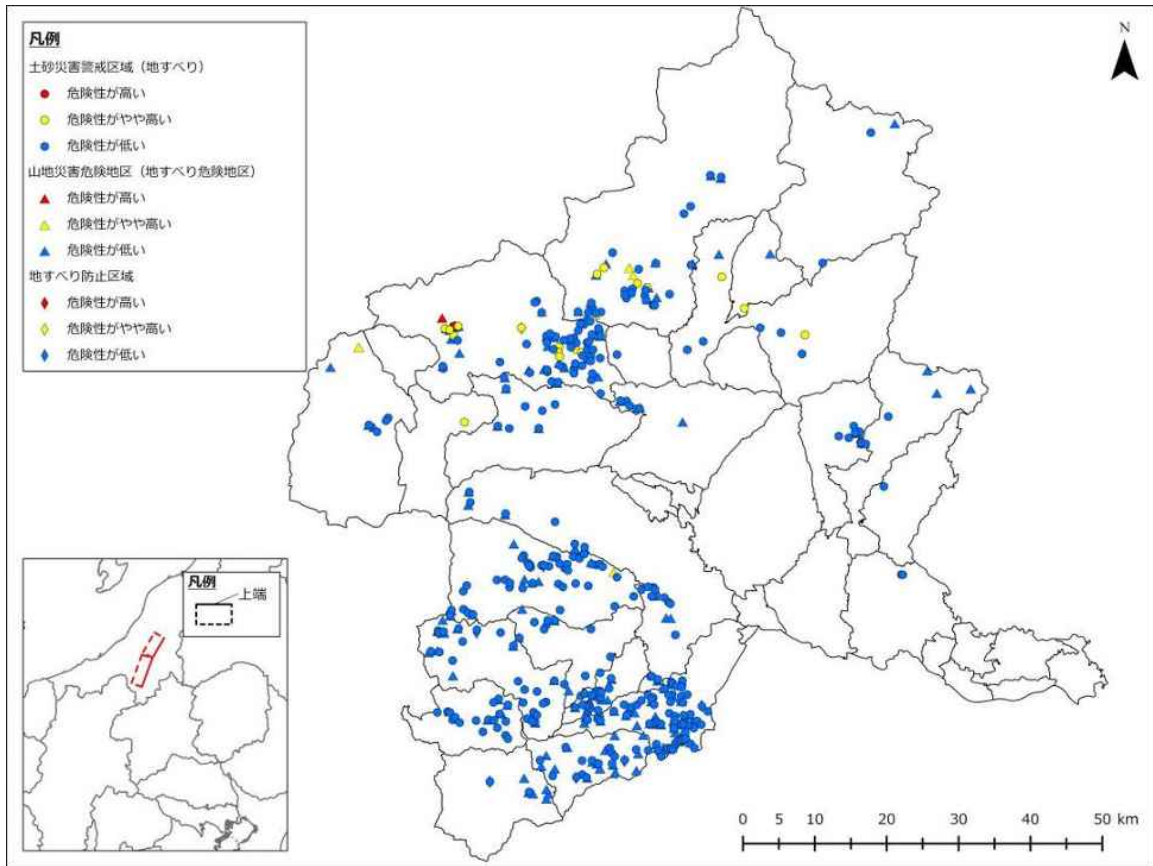 凡例
土砂災害警戒区域（地すべり）
危険性が高い
危険性がやや高い
危険性が低い
山地災害危険地区（地すべり危険地区）
危険性が高い
危険性がやや高い
危険性が低い
地すべり防止区域
危険性が高い
危険性がやや高い
危険性が低い
N
凡例
上端
0 5 10 20 30 40 50 km